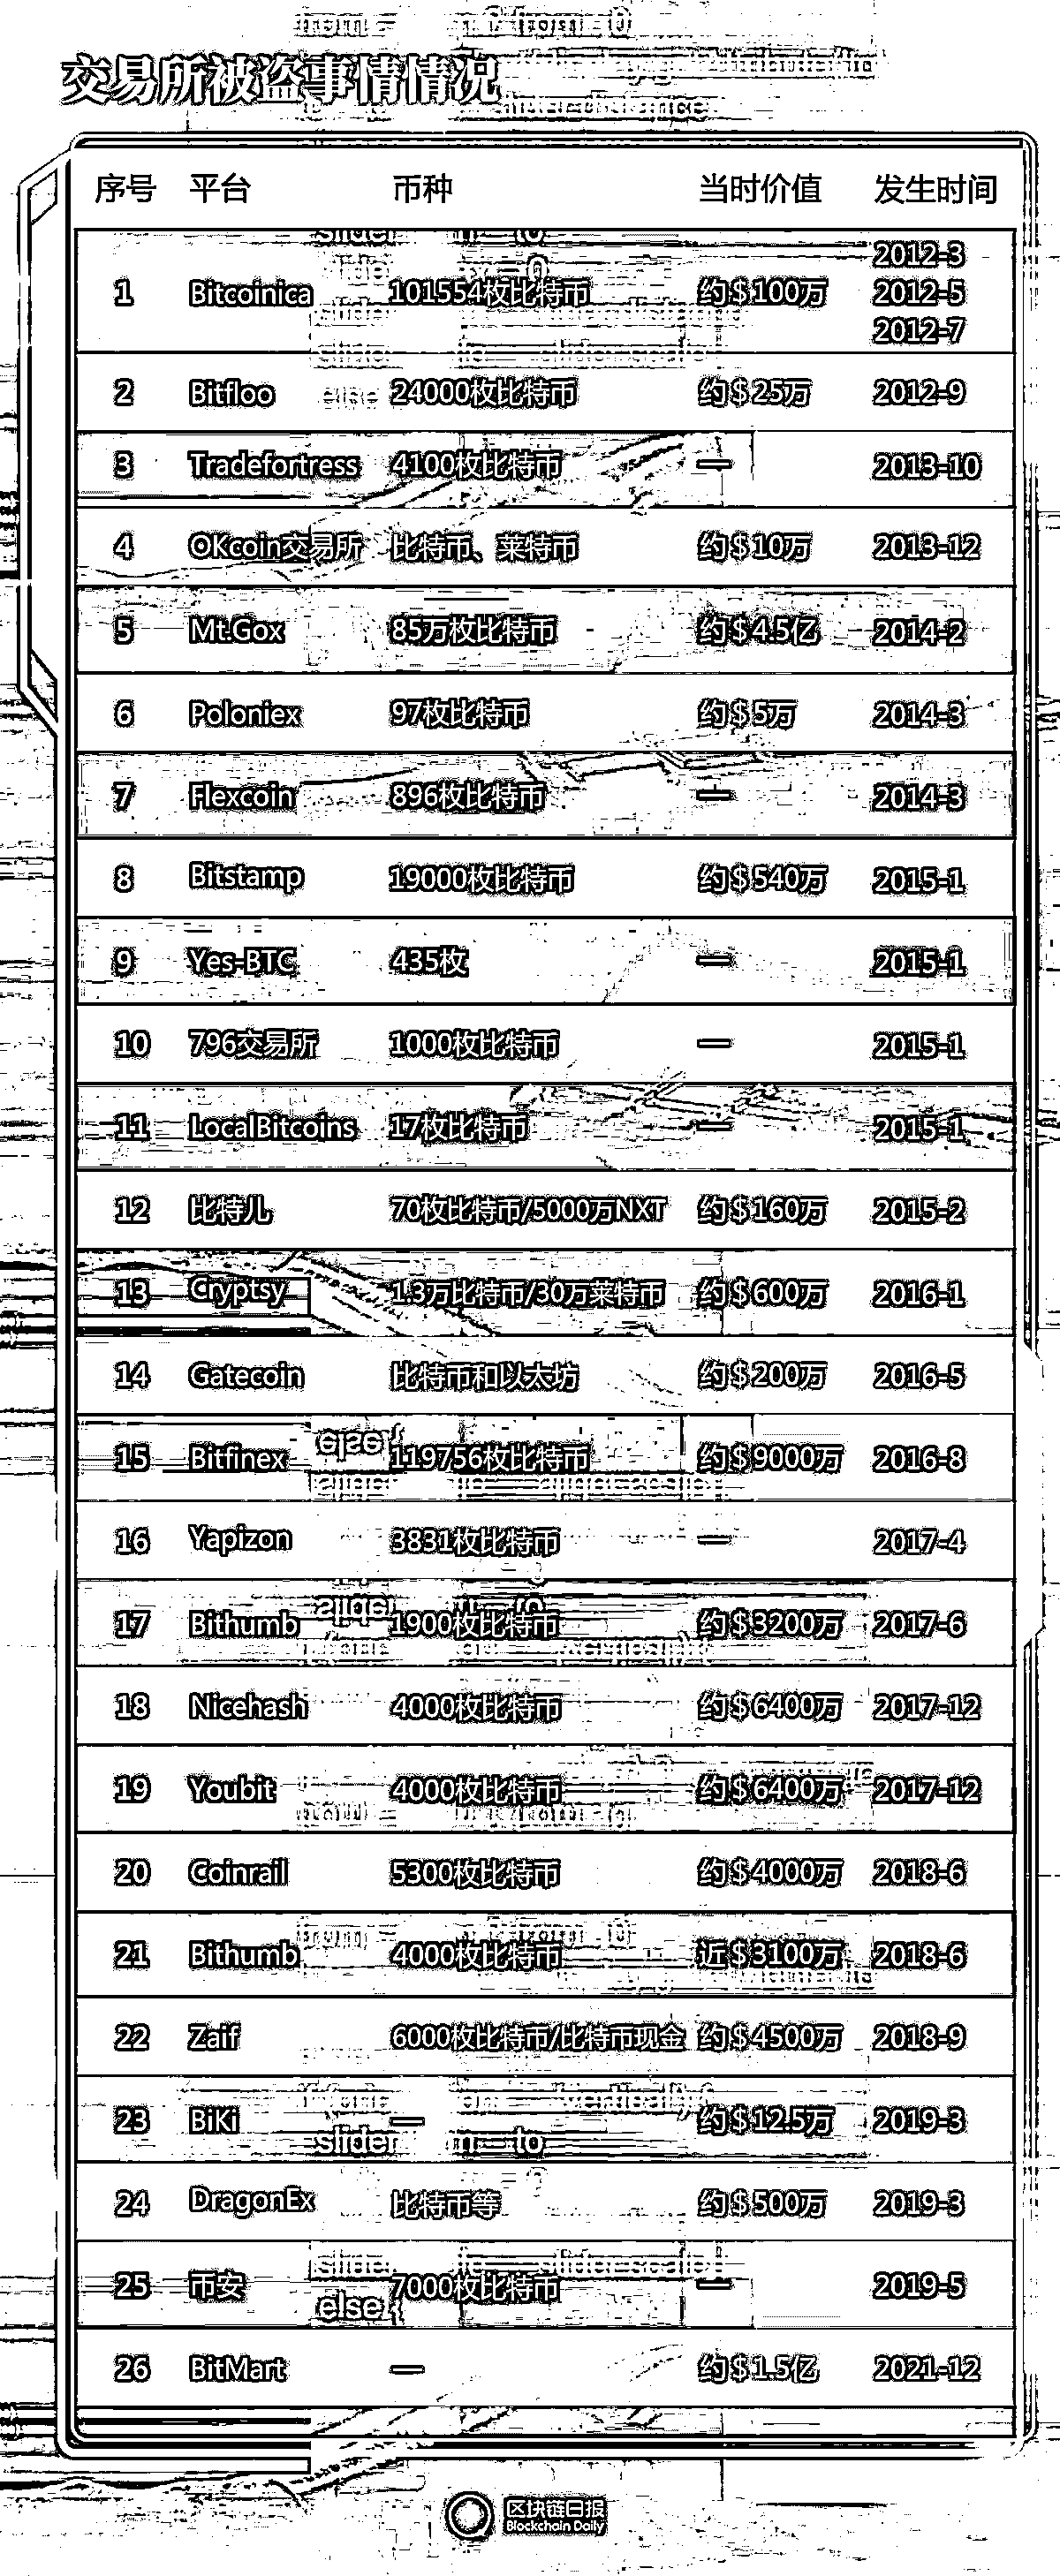 交易所被盗事情情况
序号 平台 币种 当时价值 发生时间
1 Bitcoinica 101554枚比特币 约$100万 2012-3 2012-5 2012-7
2 Bitfloo 24000枚比特币 约$25万 2012-9
3 Tradefortress 4100枚比特币 — 2013-10
4 OKcoin交易所 比特币、莱特币 约$10万 2013-12
5 Mt.Gox 85万枚比特币 约$4.5亿 2014-2
6 Poloniex 97枚比特币 约$5万 2014-3
7 Flexcoin 896枚比特币 — 2014-3
8 Bitstamp 19000枚比特币 约$540万 2015-1
9 Yes-BTC 435枚 — 2015-1
10 796交易所 1000枚比特币 — 2015-1
11 LocalBitcoins 17枚比特币 — 2015-1
12 比特儿 70枚比特币/5000万NXT 约$160万 2015-2
13 Cryptsy 1.3万比特币/30万莱特币 约$600万 2016-1
14 Gatecoin 比特币和以太坊 约$200万 2016-5
15 Bitfinex 119756枚比特币 约$9000万 2016-8
16 Yapizon 3831枚比特币 — 2017-4
17 Bithumb 1900枚比特币 约$3200万 2017-6
18 Nicehash 4000枚比特币 约$6400万 2017-12
19 Youbit 4000枚比特币 约$6400万 2017-12
20 Coinrail 5300枚比特币 约$4000万 2018-6
21 Bithumb 4000枚比特币 近$3100万 2018-6
22 Zaif 6000枚比特币/比特币现金 约$4500万 2018-9
23 BiKi — 约$12.5万 2019-3
24 DragonEx 比特币等 约$500万 2019-3
25 币安 7000枚比特币 — 2019-5
26 BitMart — 约$1.5亿 2021-12
区块链日报
Blockchain Daily